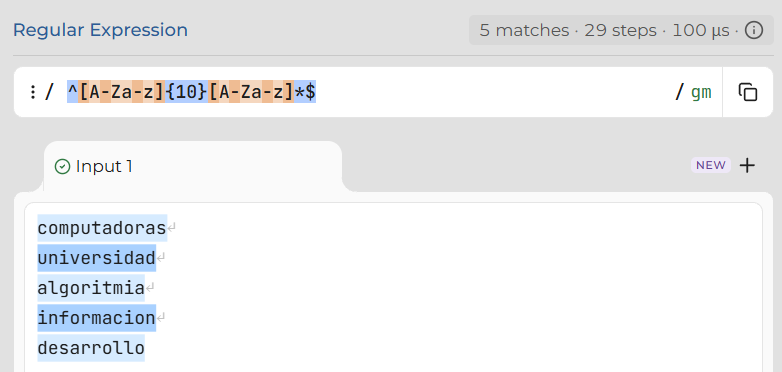 Regular Expression
5 matches · 29 steps · 100 µs ·
/ ^[A-Za-z]{10}[A-Za-z]*$ / gm
Input 1
NEW
computadoras
universidad
algoritmia
informacion
desarrollo